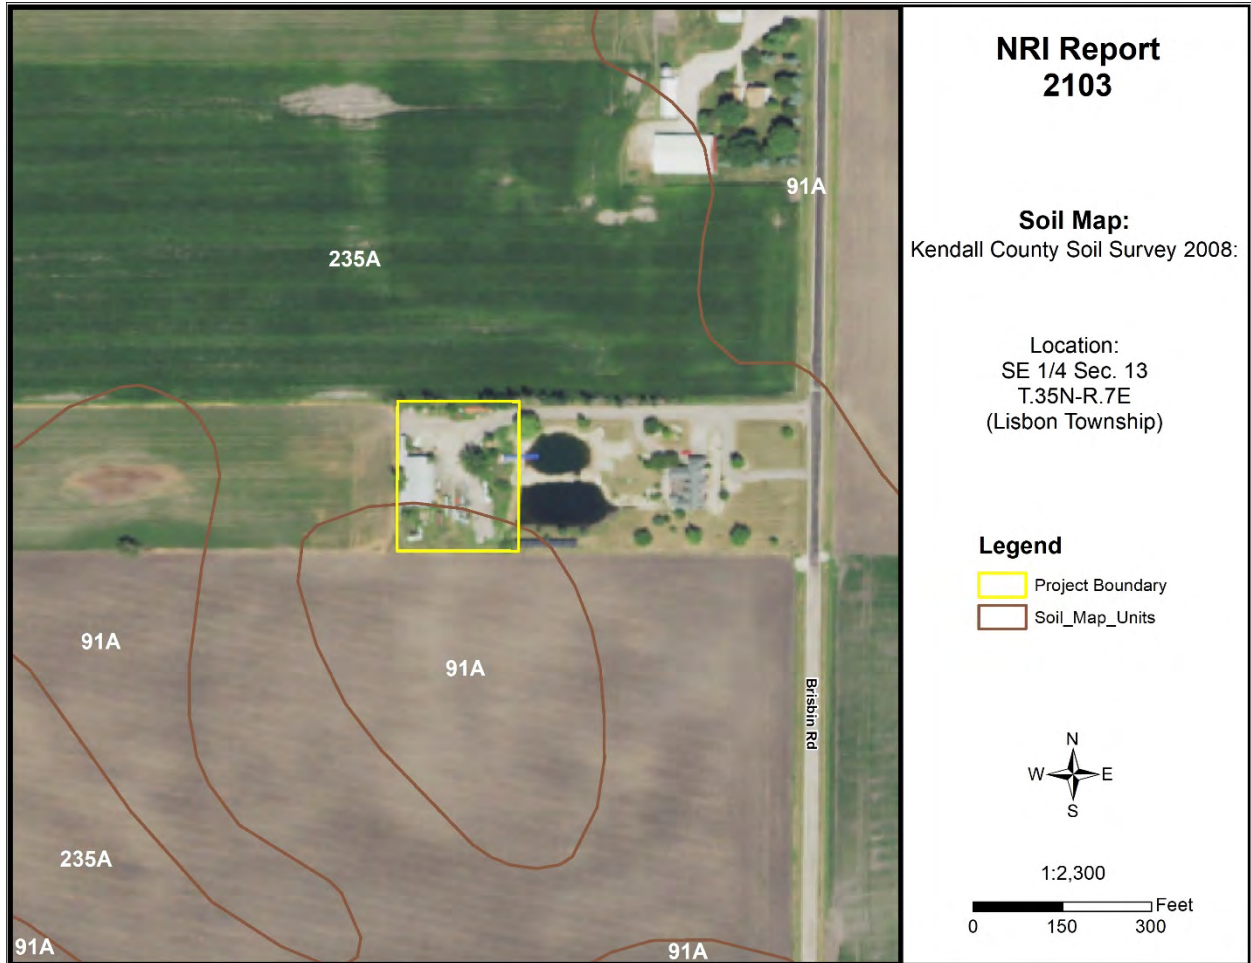 NRI Report
2103
Soil Map:
Kendall County Soil Survey 2008:
Location:
SE 1/4 Sec. 13
T.35N-R.7E
(Lisbon Township)
Legend
Project Boundary
Soil_Map_Units
N
W E
S
1:2,300
Feet
0 150 300
91A
235A
91A
91A
Brisbin Rd
235A
91A
91A